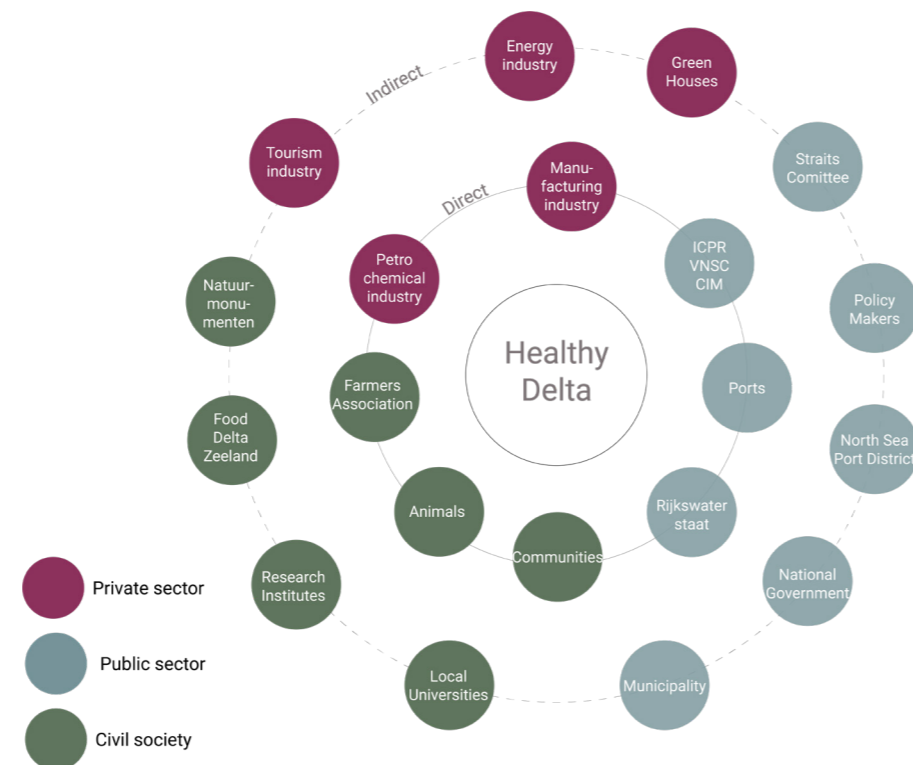 Energy
industry
Green
Houses
Indirect
Tourism
industry
Straits
Comittee
Manu-
facturing
industry
Direct
Petro
chemical
industry
ICPR
VNSC
CIM
Natuur-
monu-
menten
Policy
Makers
Healthy
Delta
Farmers
Association
Ports
Food
Delta
Zeeland
North Sea
Port District
Animals
Rijkswater
staat
Communities
Research
Institutes
National
Government
Local
Universities
Municipality
Private sector
Public sector
Civil society